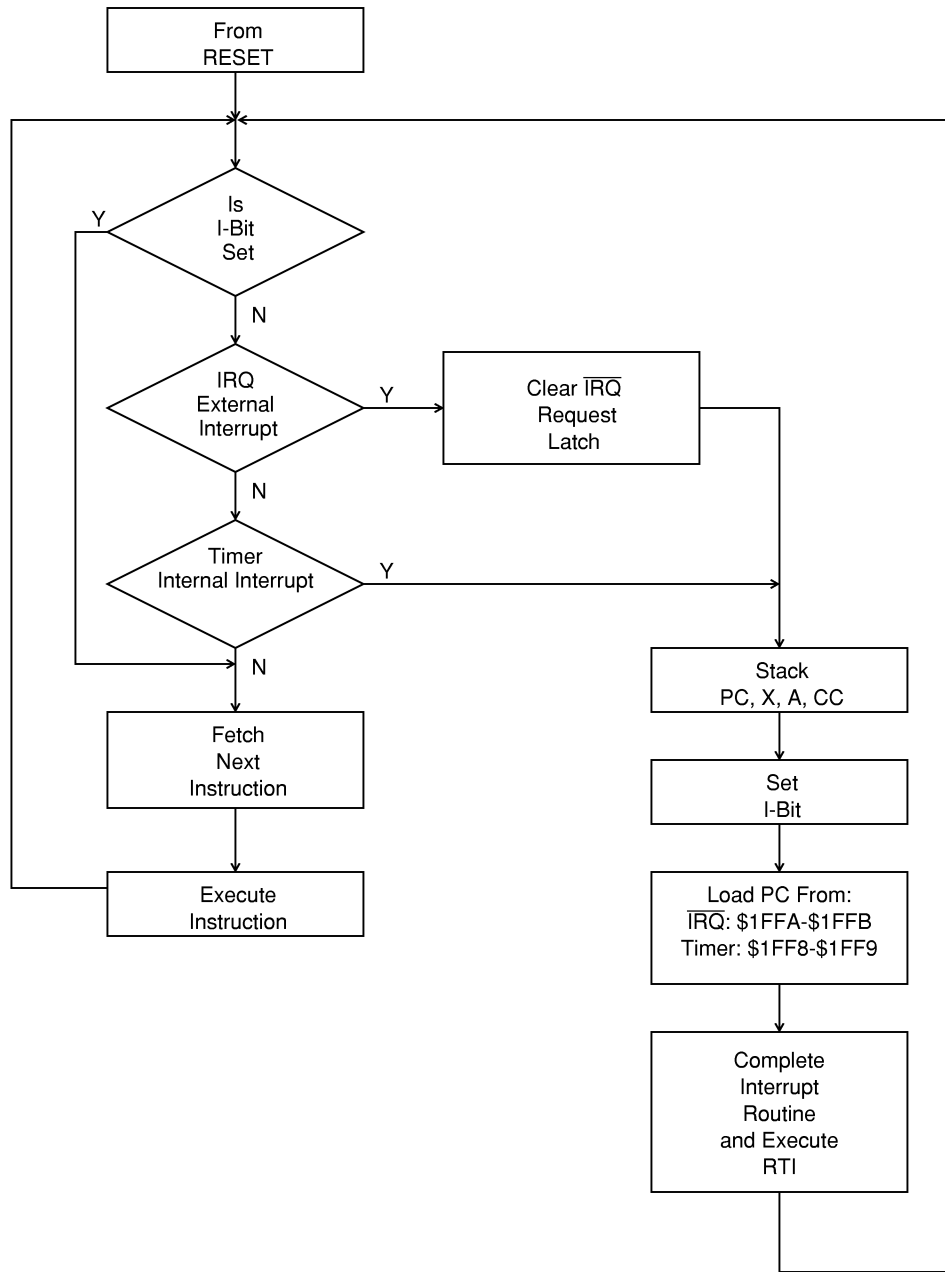 From
RESET
Is
I-Bit
Set
Y
N
IRQ
External
Interrupt
Y
N
Clear I̅R̅Q̅
Request
Latch
Timer
Internal Interrupt
Y
N
Stack
PC, X, A, CC
Fetch
Next
Instruction
Set
I-Bit
Execute
Instruction
Load PC From:
I̅R̅Q̅: $1FFA-$1FFB
Timer: $1FF8-$1FF9
Complete
Interrupt
Routine
and Execute
RTI